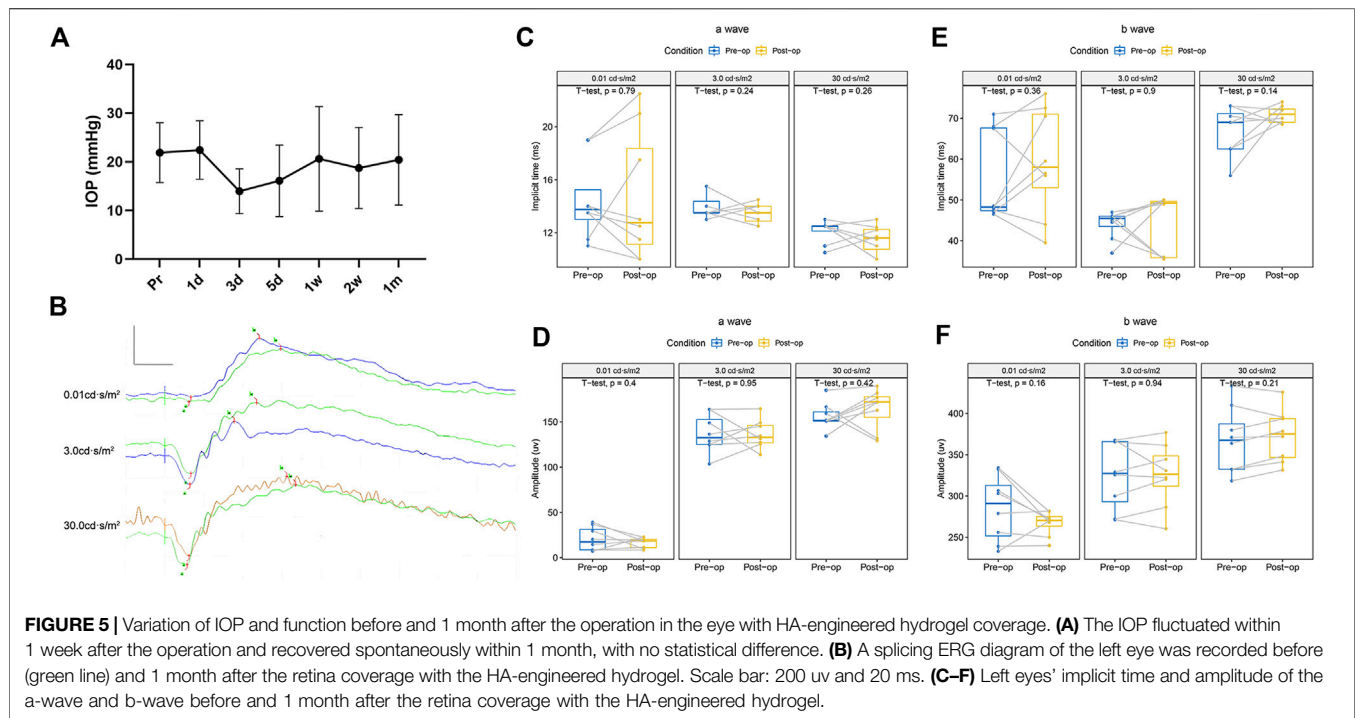 A
IOP (mmHg)
40
30
20
10
0
Pr 1d 3d 5d 1w 2w 1m
B
0.01cd·s/m²
3.0cd·s/m²
30.0cd·s/m²
C
a wave
Condition Pre-op Post-op
0.01 cd·s/m2 3.0 cd·s/m2 30 cd·s/m2
T-test, p = 0.79 T-test, p = 0.24 T-test, p = 0.26
Implicit time (ms)
20
16
12
Pre-op Post-op Pre-op Post-op Pre-op Post-op
D
a wave
Condition Pre-op Post-op
0.01 cd·s/m2 3.0 cd·s/m2 30 cd·s/m2
T-test, p = 0.4 T-test, p = 0.95 T-test, p = 0.42
Amplitude (uv)
150
100
50
0
Pre-op Post-op Pre-op Post-op Pre-op Post-op
E
b wave
Condition Pre-op Post-op
0.01 cd·s/m2 3.0 cd·s/m2 30 cd·s/m2
T-test, p = 0.36 T-test, p = 0.9 T-test, p = 0.14
Implicit time (ms)
70
60
50
40
Pre-op Post-op Pre-op Post-op Pre-op Post-op
F
b wave
Condition Pre-op Post-op
0.01 cd·s/m2 3.0 cd·s/m2 30 cd·s/m2
T-test, p = 0.16 T-test, p = 0.94 T-test, p = 0.21
Amplitude (uv)
400
350
300
250
Pre-op Post-op Pre-op Post-op Pre-op Post-op
FIGURE 5 | Variation of IOP and function before and 1 month after the operation in the eye with HA-engineered hydrogel coverage. (A) The IOP fluctuated within
1 week after the operation and recovered spontaneously within 1 month, with no statistical difference. (B) A splicing ERG diagram of the left eye was recorded before
(green line) and 1 month after the retina coverage with the HA-engineered hydrogel. Scale bar: 200 uv and 20 ms. (C–F) Left eyes' implicit time and amplitude of the
a-wave and b-wave before and 1 month after the retina coverage with the HA-engineered hydrogel.